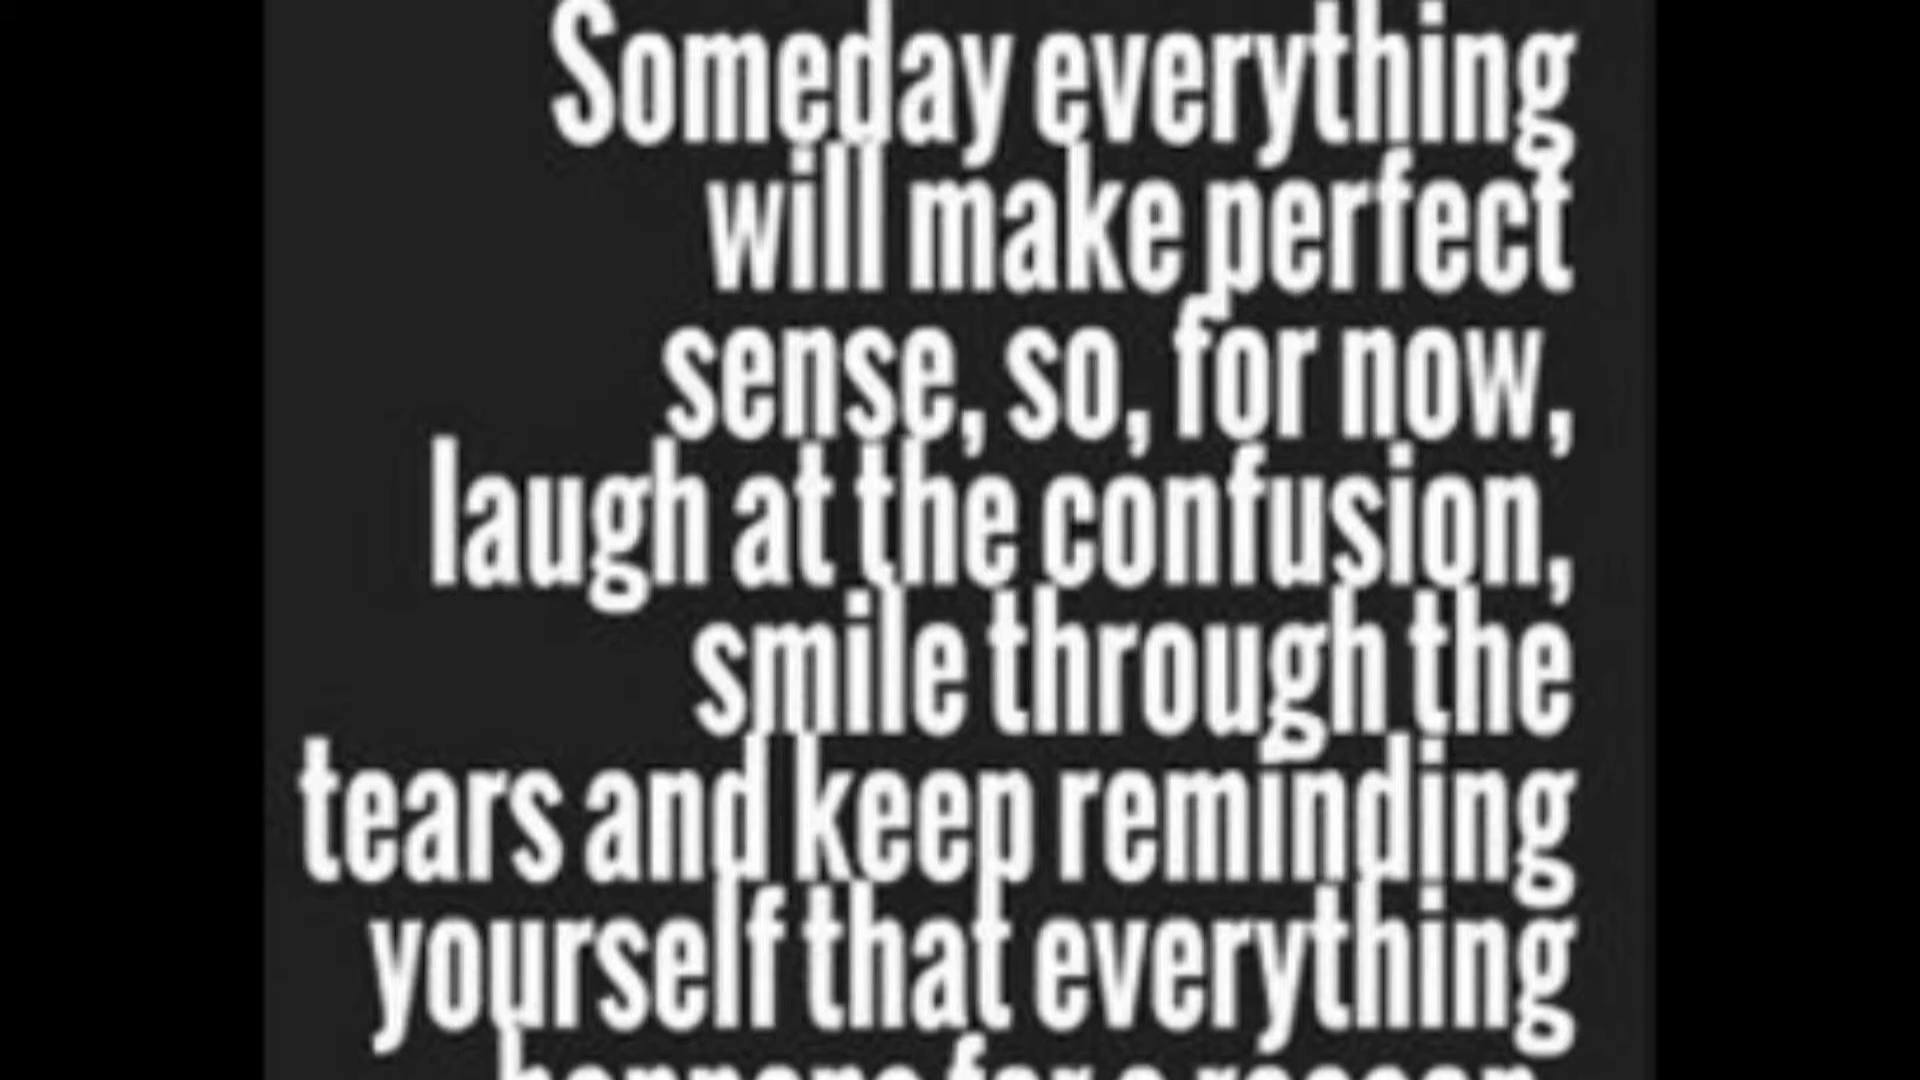 Someday everything
will make perfect
sense, so, for now,
laugh at the confusion,
smile through the
tears and keep reminding
yourself that everything
happens for a reason